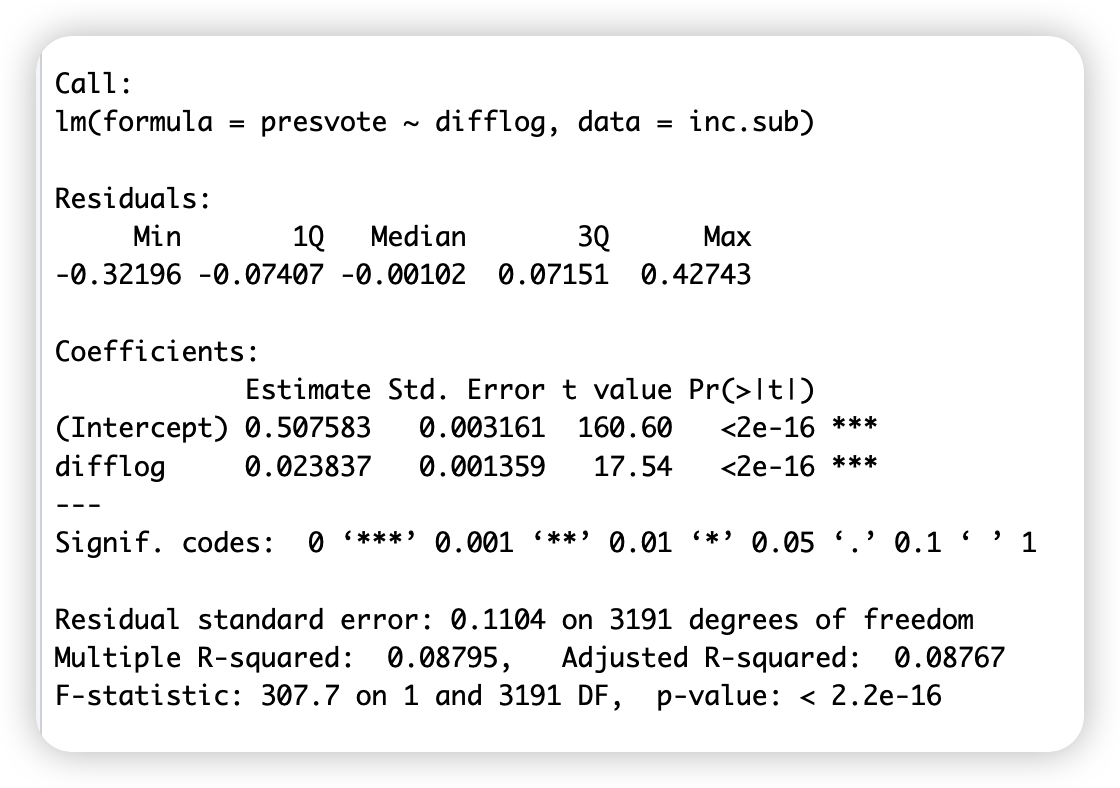 Call:
lm(formula = presvote ~ difflog, data = inc.sub)
Residuals:
     Min       1Q   Median       3Q      Max
-0.32196 -0.07407 -0.00102  0.07151  0.42743
Coefficients:
            Estimate Std. Error t value Pr(>|t|)
(Intercept) 0.507583   0.003161  160.60   <2e-16 ***
difflog     0.023837   0.001359   17.54   <2e-16 ***
---
Signif. codes:  0 ‘***’ 0.001 ‘**’ 0.01 ‘*’ 0.05 ‘.’ 0.1 ‘ ’ 1
Residual standard error: 0.1104 on 3191 degrees of freedom
Multiple R-squared:  0.08795,   Adjusted R-squared:  0.08767
F-statistic: 307.7 on 1 and 3191 DF,  p-value: < 2.2e-16